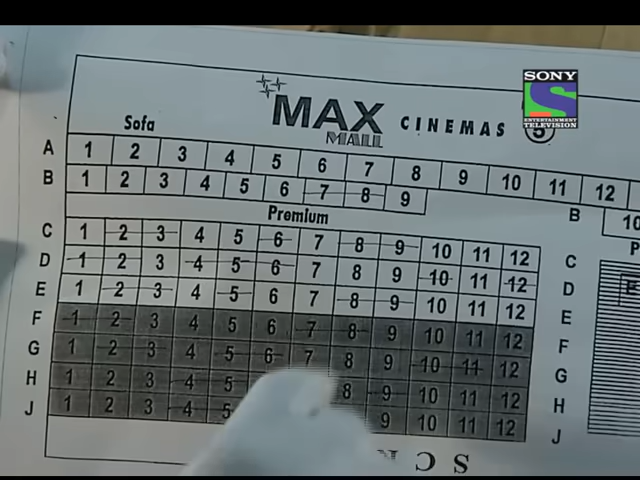 SONY
ENTERTAINMENT
TELEVISION
MAX
MALL
CINEMAS 5
Sofa
A 1 2 3 4 5 6 7 8 9 10 11 12
B 1 2 3 4 5 6 7 8 9 B 10
Premium P
C 1 2 3 4 5 6 7 8 9 10 11 12 C
D 1 2 3 4 5 6 7 8 9 10 11 12 D
E 1 2 3 4 5 6 7 8 9 10 11 12 E
F 1 2 3 4 5 6 7 8 9 10 11 12 F
G 1 2 3 4 5 6 7 8 9 10 11 12 G
H 1 2 3 4 5 8 9 10 11 12 H
J 1 2 3 4 5 9 10 11 12 J
S C